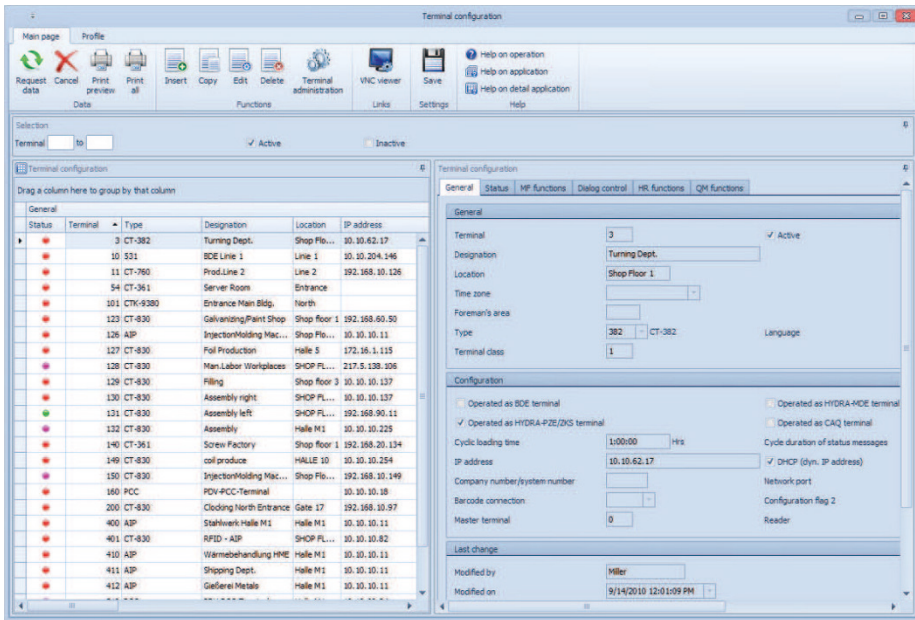 Terminal configuration
Main page Profile
Request data Cancel Print preview Print all Insert Copy Edit Delete Terminal administration VNC viewer Save
Help on operation
Help on application
Help on detail application
Data Functions Links Settings Help
Selection
Terminal to Active Inactive
Terminal configuration
Drag a column here to group by that column
General
Status Terminal Type Designation Location IP address
3 CT-382 Turning Dept. Shop Flo... 10.10.62.17
10 S31 BDE Linie 1 Linie 1 10.10.204.146
11 CT-760 Prod.Line 2 Line 2 192.168.10.126
54 CT-361 Server Room Entrance
101 CTK-9380 Entrance Main Bldg. North
123 CT-830 Galvanizing/Paint Shop Shop floor 1 192.168.60.50
126 AIP InjectionMolding Mac... Shop Flo... 10.10.10.11
127 CT-830 Foil Production Halle 5 172.16.1.115
128 CT-830 Man.Labor Workplaces SHOP FL... 217.5.138.106
129 CT-830 Filling Shop floor 3 10.10.10.137
130 CT-830 Assembly right SHOP FL... 10.10.10.137
131 CT-830 Assembly left SHOP FL... 192.168.90.11
132 CT-830 Assembly Halle M1 10.10.10.225
140 CT-361 Screw Factory Shop floor 1 192.168.20.134
149 CT-830 coil produce HALLE 10 10.10.10.254
150 CT-830 InjectionMolding Mac... Shop Flo... 192.168.10.149
160 PCC PDV-PCC-Terminal 10.10.10.18
200 CT-830 Clocking North Entrance Gate 17 192.168.10.97
400 AIP Stahlwerk Halle M1 Halle M1 10.10.10.11
401 CT-830 RFID - AIP SHOP FL... 10.10.10.82
410 AIP Wärmebehandlung HME Halle M1 10.10.10.11
411 AIP Shipping Dept. Halle M1 10.10.10.11
412 AIP Gießerei Metals Halle M1 10.10.10.11
Terminal configuration
General Status MF functions Dialog control HR functions QM functions
General
Terminal 3 Active
Designation Turning Dept.
Location Shop Floor 1
Time zone
Foreman's area
Type 382 CT-382 Language
Terminal class 1
Configuration
Operated as BDE terminal Operated as HYDRA-MDE terminal
Operated as HYDRA-PZE/ZKS terminal Operated as CAQ terminal
Cyclic loading time 1:00:00 Hrs Cycle duration of status messages
IP address 10.10.62.17 DHCP (dyn. IP address)
Company number/system number Network port
Barcode connection Configuration flag 2
Master terminal 0 Reader
Last change
Modified by Miller
Modified on 9/14/2010 12:01:09 PM